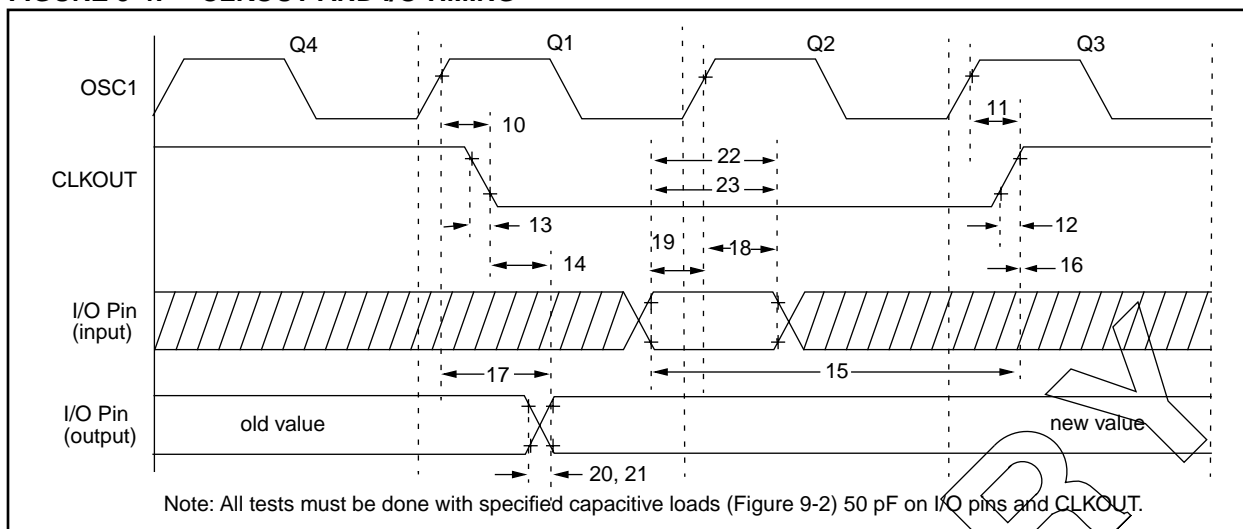 Q4 Q1 Q2 Q3
OSC1
10 11
22
CLKOUT
23
13 12
19 18
14 16
I/O Pin
(input)
17 15
I/O Pin
(output)
old value new value
20, 21
Note: All tests must be done with specified capacitive loads (Figure 9-2) 50 pF on I/O pins and CLKOUT.
R Y